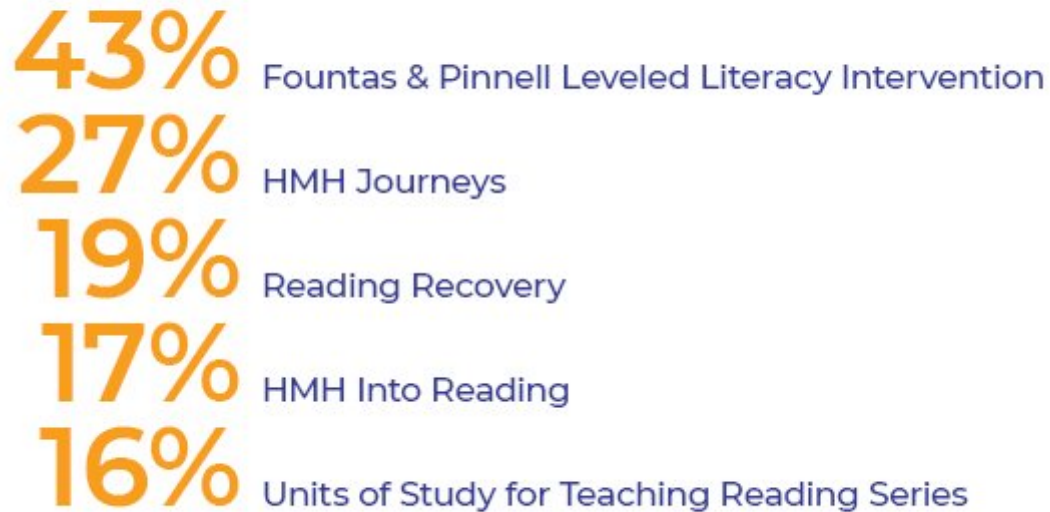 43% Fountas & Pinnell Leveled Literacy Intervention
27% HMH Journeys
19% Reading Recovery
17% HMH Into Reading
16% Units of Study for Teaching Reading Series